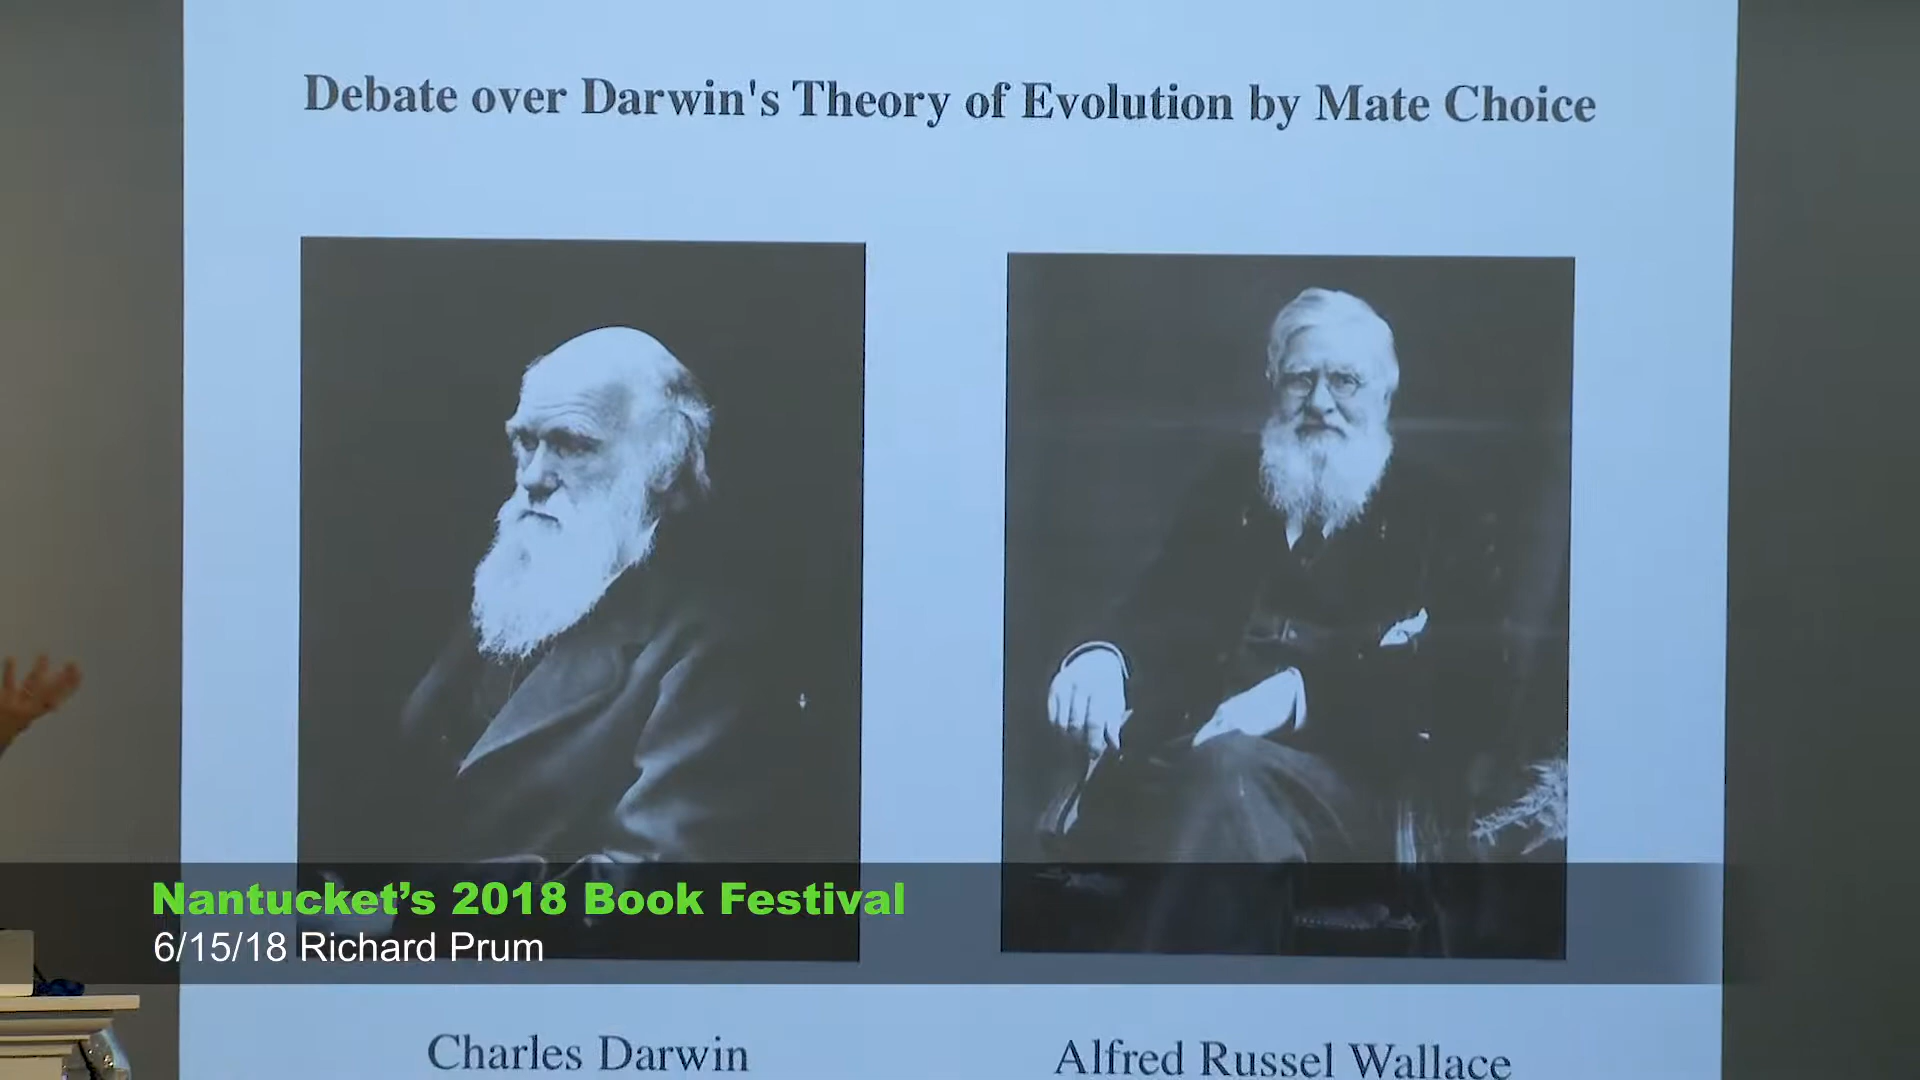 Debate over Darwin's Theory of Evolution by Mate Choice
Nantucket’s 2018 Book Festival
6/15/18 Richard Prum
Charles Darwin
Alfred Russel Wallace